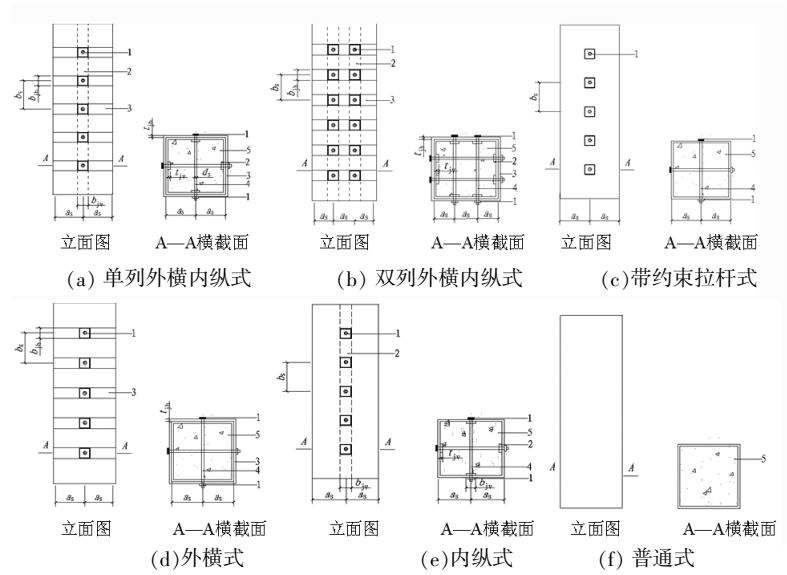 1
2
3
b_s
b_jh
A A
a_s a_s
b_jv
t_jh
1
5
2
3
4
1
t_jv d_s
a_s a_s
立面图 A—A横截面
(a) 单列外横内纵式
1
2
3
b_s
b_jh
A A
a_s a_s a_s
t_jh
1
5
2
3
4
1
t_jv
a_s a_s a_s
立面图 A—A横截面
(b) 双列外横内纵式
1
b_s
A A
a_s a_s
1
5
4
1
a_s a_s
立面图 A—A横截面
(c)带约束拉杆式
1
3
b_s
b_jh
A A
a_s a_s
t_jh
1
5
3
4
1
a_s a_s
立面图 A—A横截面
(d)外横式
1
2
b_s
A A
a_s a_s
b_jv
1
5
2
4
1
t_jv
a_s a_s
b_jv
立面图 A—A横截面
(e)内纵式
A
5
立面图 A—A横截面
(f) 普通式